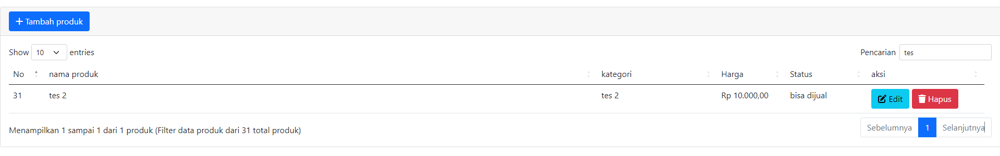 Tambah produk
Show 10 entries Pencarian tes
No nama produk kategori Harga Status aksi
31 tes 2 tes 2 Rp 10.000,00 bisa dijual Edit Hapus
Menampilkan 1 sampai 1 dari 1 produk (Filter data produk dari 31 total produk) Sebelumnya 1 Selanjutnya